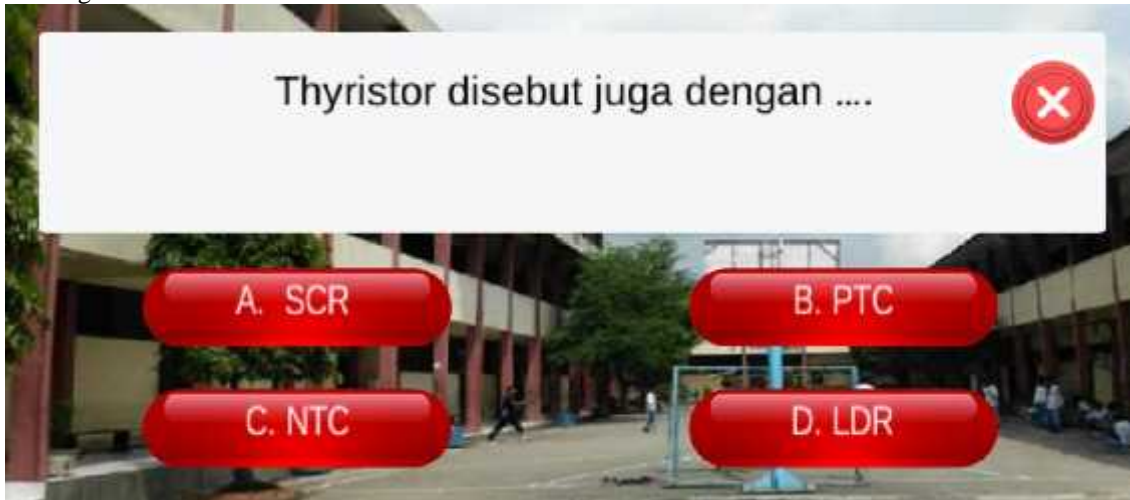 Thyristor disebut juga dengan ....
A. SCR
B. PTC
C. NTC
D. LDR